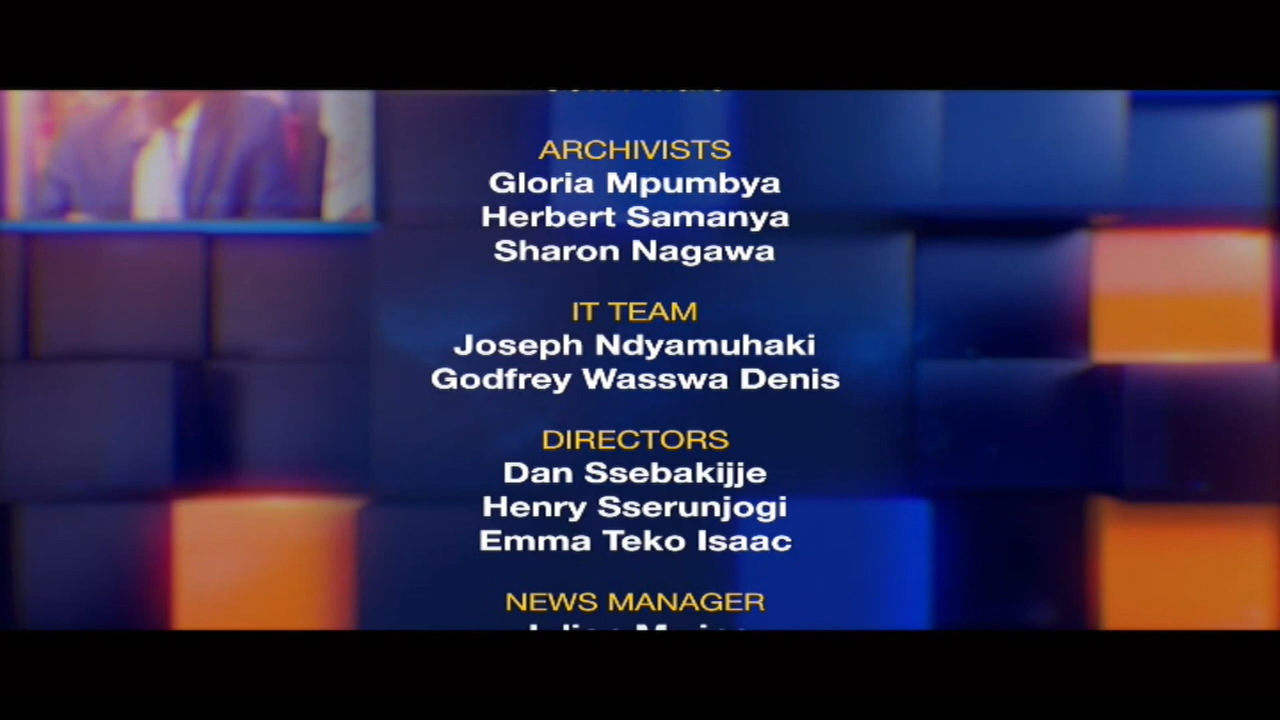 ARCHIVISTS
Gloria Mpumbya
Herbert Samanya
Sharon Nagawa
IT TEAM
Joseph Ndyamuhaki
Godfrey Wasswa Denis
DIRECTORS
Dan Ssebakijje
Henry Sserunjogi
Emma Teko Isaac
NEWS MANAGER